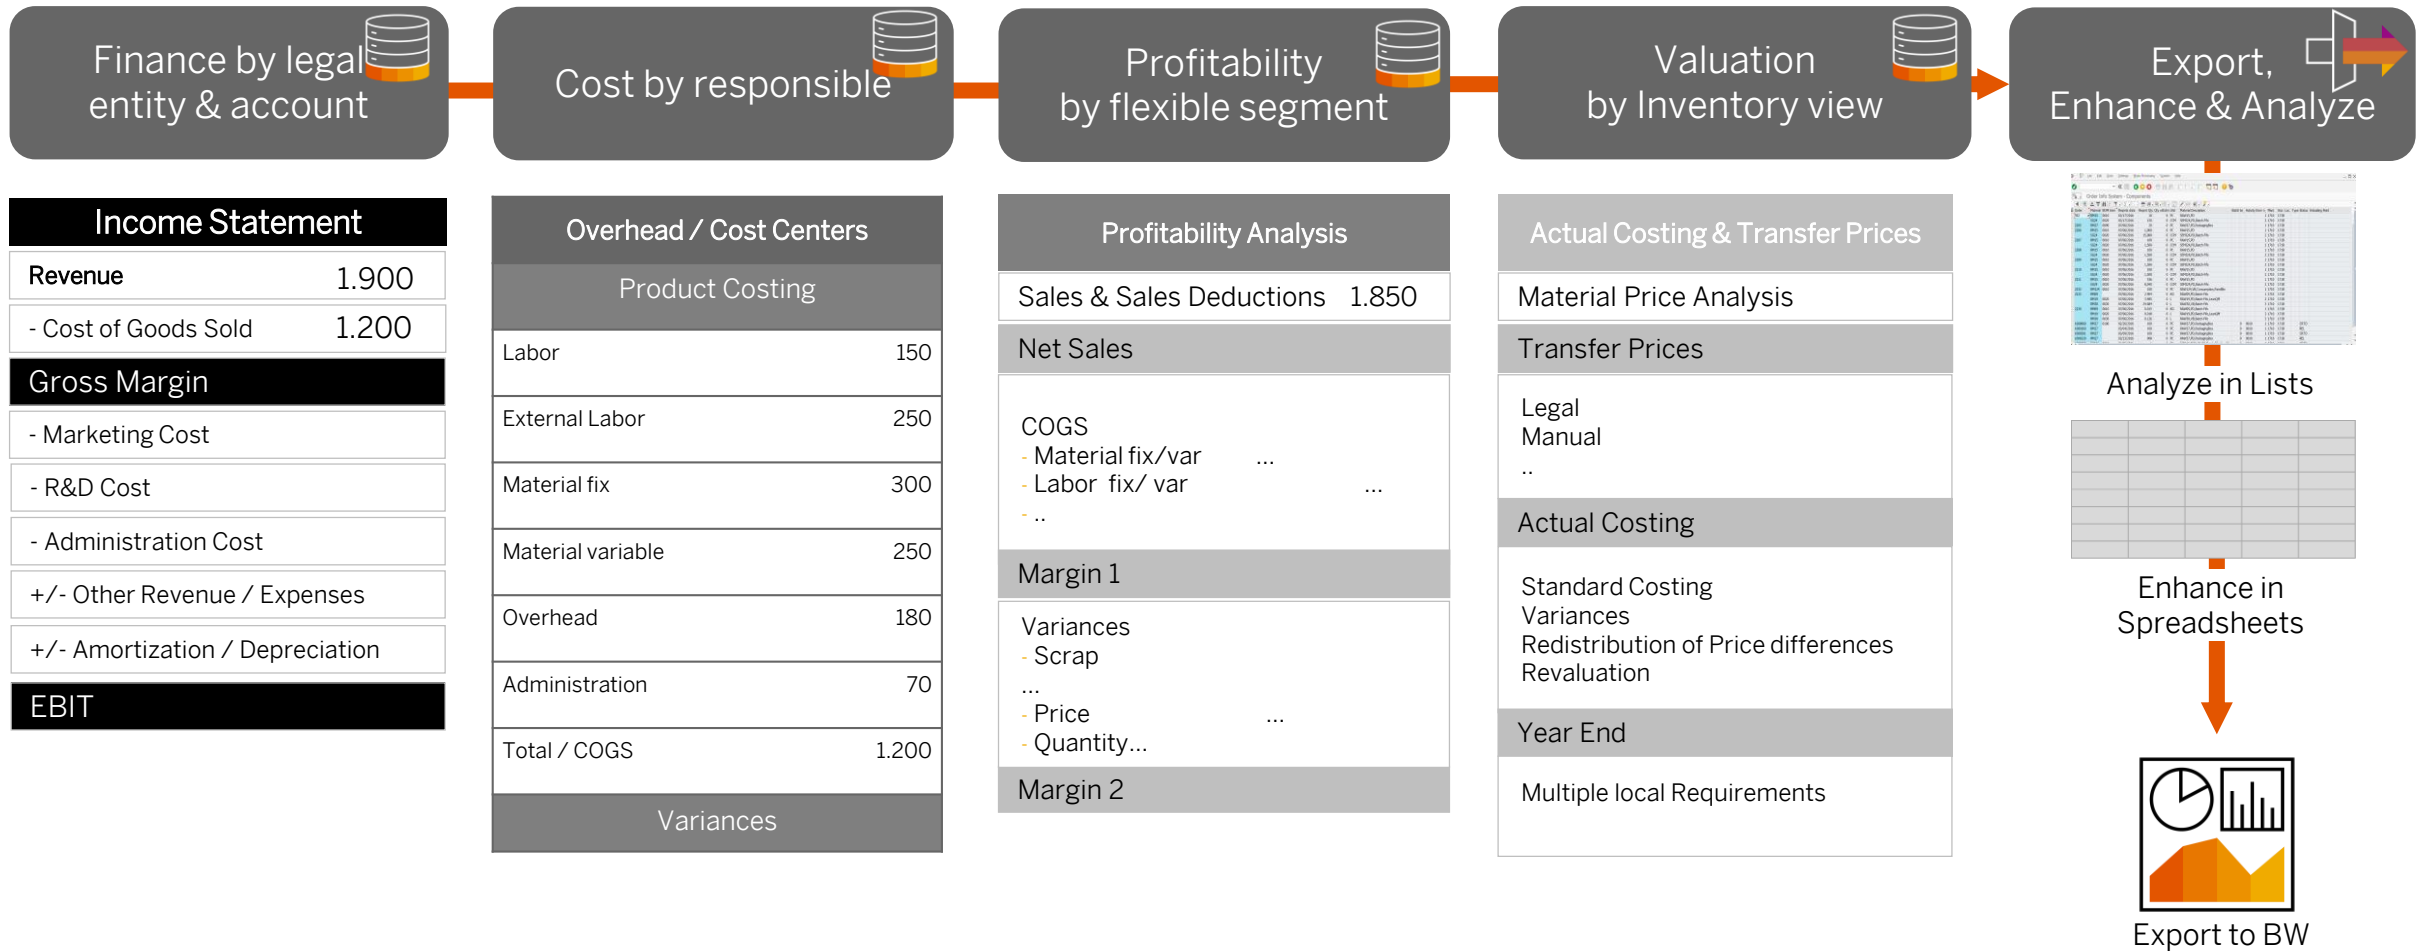 Finance by legal
entity & account
Cost by responsible
Profitability
by flexible segment
Valuation
by Inventory view
Export,
Enhance & Analyze
Income Statement
Revenue 1.900
- Cost of Goods Sold 1.200
Gross Margin
- Marketing Cost
- R&D Cost
- Administration Cost
+/- Other Revenue / Expenses
+/- Amortization / Depreciation
EBIT
Overhead / Cost Centers
Product Costing
Labor 150
External Labor 250
Material fix 300
Material variable 250
Overhead 180
Administration 70
Total / COGS 1.200
Variances
Profitability Analysis
Sales & Sales Deductions 1.850
Net Sales
COGS
- Material fix/var ...
- Labor fix/ var ...
- ..
Margin 1
Variances
- Scrap
...
- Price ...
- Quantity...
Margin 2
Actual Costing & Transfer Prices
Material Price Analysis
Transfer Prices
Legal
Manual
..
Actual Costing
Standard Costing
Variances
Redistribution of Price differences
Revaluation
Year End
Multiple local Requirements
Analyze in Lists
Enhance in
Spreadsheets
Export to BW